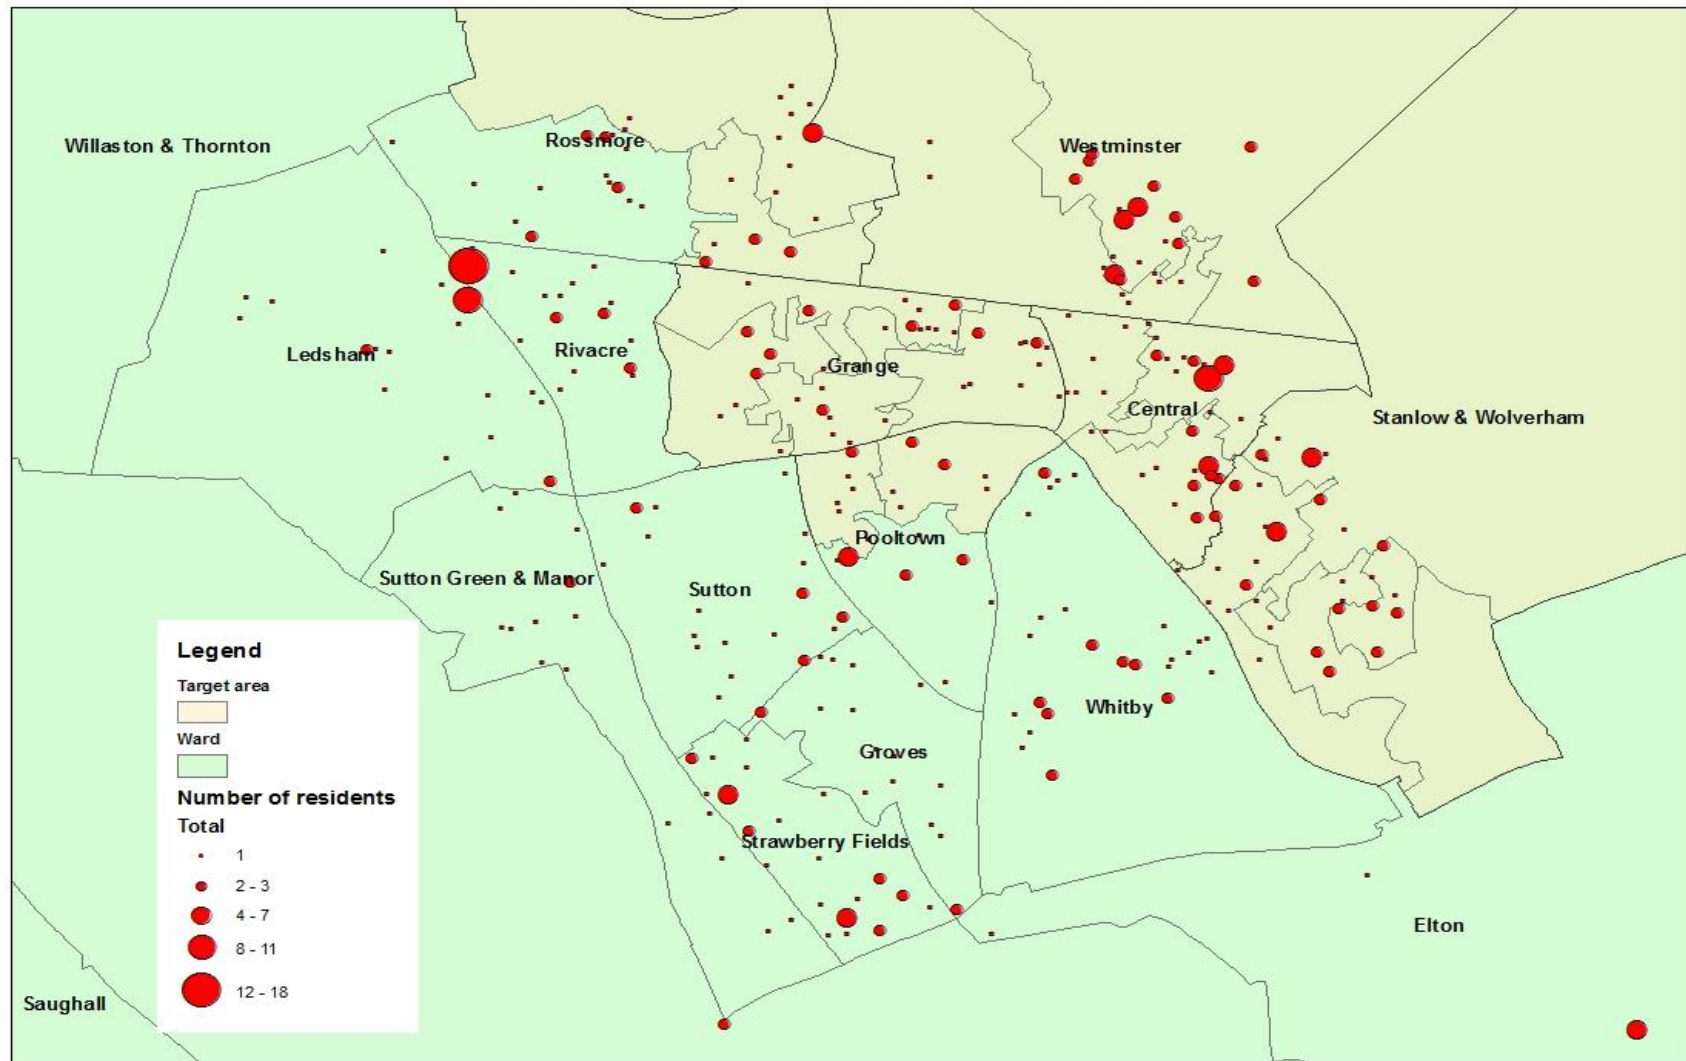 Willaston & Thornton
Rossmore
Westminster
Ledsham
Rivacre
Grange
Central
Stanlow & Wolverham
Pooltown
Sutton Green & Manor
Sutton
Whitby
Groves
Strawberry Fields
Elton
Saughall
Legend
Target area
Ward
Number of residents
Total
1
2 - 3
4 - 7
8 - 11
12 - 18